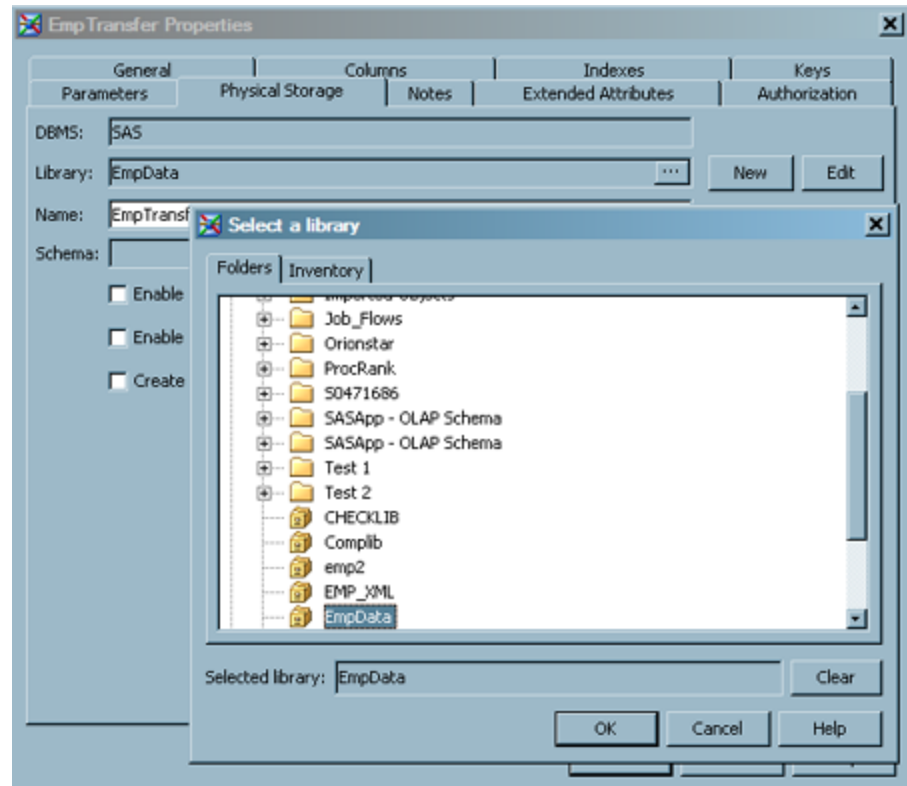 EmpTransfer Properties
General Columns Indexes Keys
Parameters Physical Storage Notes Extended Attributes Authorization
DBMS: SAS
Library: EmpData ... New Edit
Name: EmpTransf
Schema:
Enable
Enable
Create
Select a library
Folders Inventory
Imported Objects
Job_Flows
Orionstar
ProcRank
S0471686
SASApp - OLAP Schema
SASApp - OLAP Schema
Test 1
Test 2
CHECKLIB
Complib
emp2
EMP_XML
EmpData
Selected library: EmpData Clear
OK Cancel Help